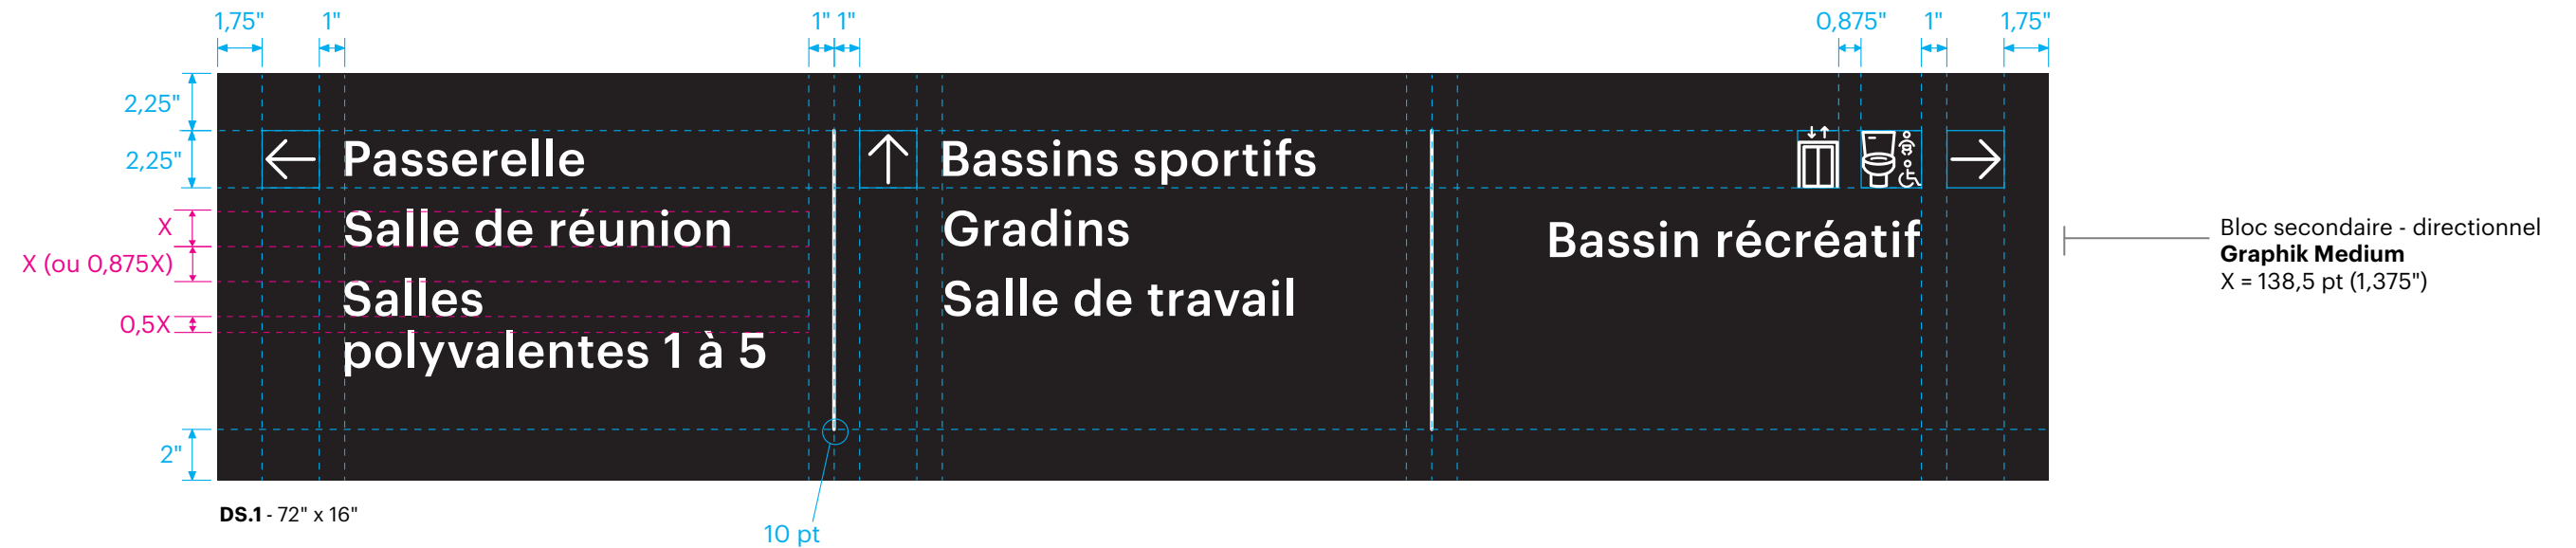 1,75" 1" 1" 1" 0,875" 1" 1,75"
2,25"
2,25"
X
X (ou 0,875X)
0,5X
2"
Passerelle
Salle de réunion
Salles
polyvalentes 1 à 5
Bassins sportifs
Gradins
Salle de travail
Bassin récréatif
Bloc secondaire - directionnel
Graphik Medium
X = 138,5 pt (1,375")
DS.1 - 72" x 16"
10 pt